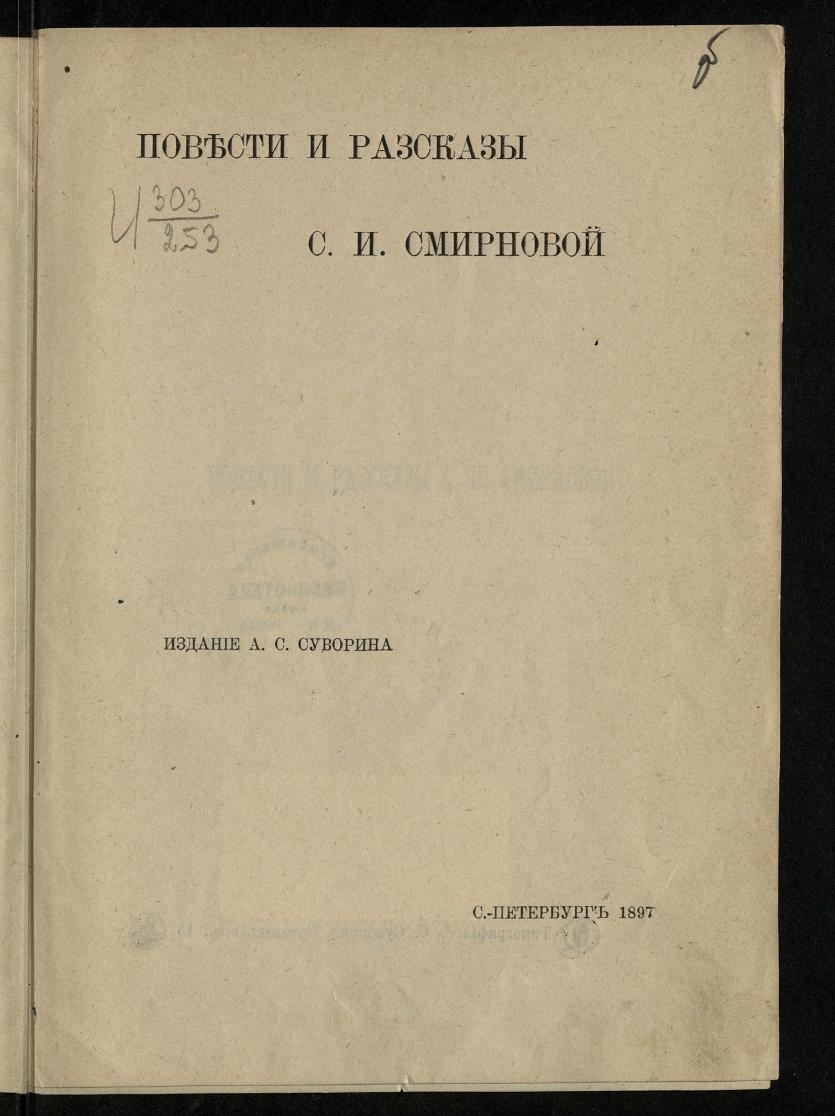 ПОВѢСТИ И РАЗСКАЗЫ
И 303
253
С. И. СМИРНОВОЙ
ИЗДАНІЕ А. С. СУВОРИНА
С.-ПЕТЕРБУРГЪ 1897